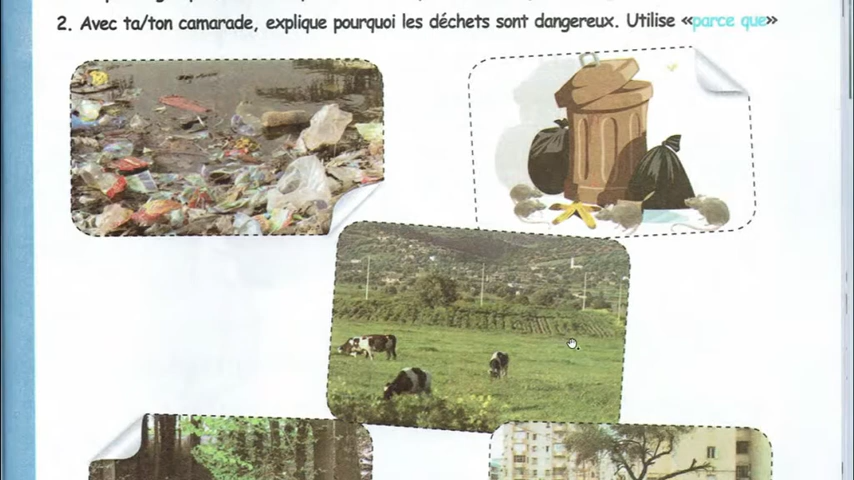 2. Avec ta/ton camarade, explique pourquoi les déchets sont dangereux. Utilise «parce que»